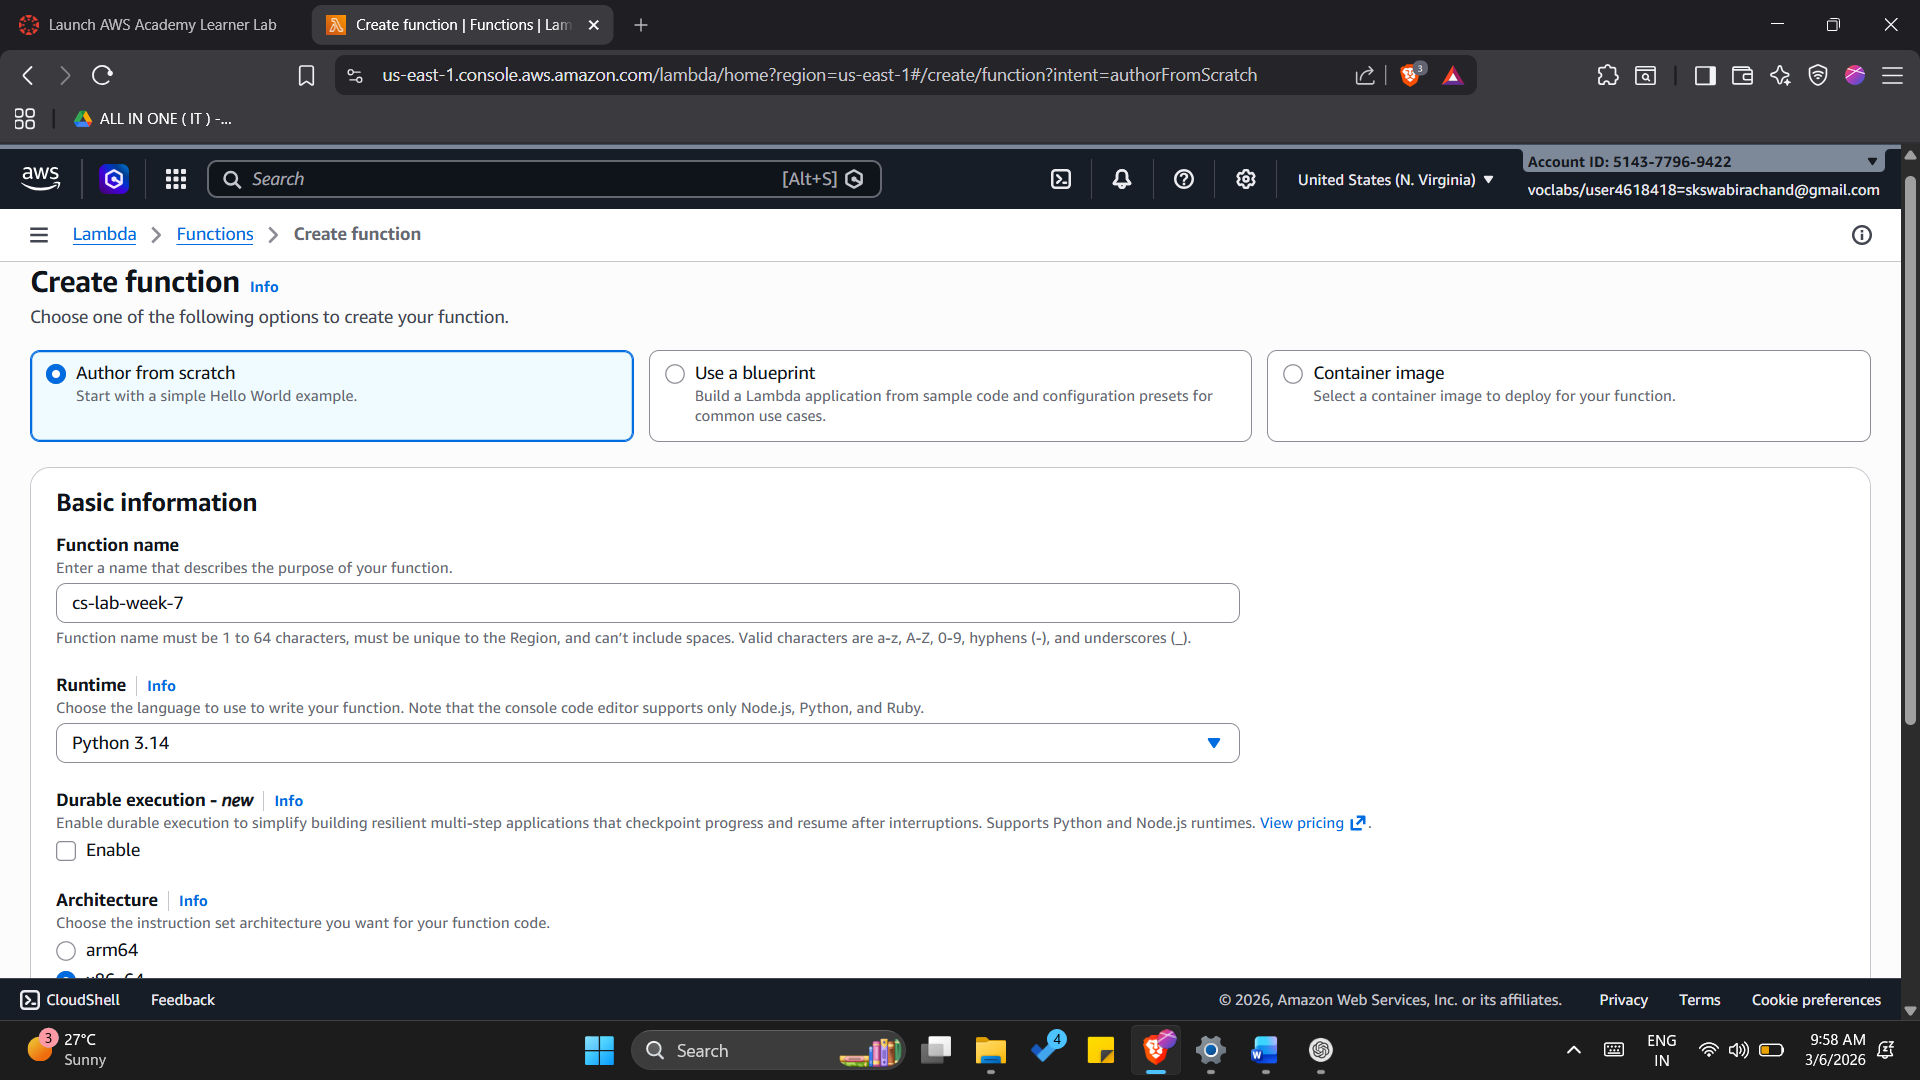 Launch AWS Academy Learner Lab
Create function | Functions | Lam
us-east-1.console.aws.amazon.com/lambda/home?region=us-east-1#/create/function?intent=authorFromScratch
3
ALL IN ONE ( IT ) -...
aws
Search
[Alt+S]
United States (N. Virginia)
Account ID: 5143-7796-9422
voclabs/user4618418=skswabirachand@gmail.com
Lambda
Functions
Create function
Create function Info
Choose one of the following options to create your function.
Author from scratch
Start with a simple Hello World example.
Use a blueprint
Build a Lambda application from sample code and configuration presets for
common use cases.
Container image
Select a container image to deploy for your function.
Basic information
Function name
Enter a name that describes the purpose of your function.
cs-lab-week-7
Function name must be 1 to 64 characters, must be unique to the Region, and can't include spaces. Valid characters are a-z, A-Z, 0-9, hyphens (-), and underscores (_).
Runtime Info
Choose the language to use to write your function. Note that the console code editor supports only Node.js, Python, and Ruby.
Python 3.14
Durable execution - new Info
Enable durable execution to simplify building resilient multi-step applications that checkpoint progress and resume after interruptions. Supports Python and Node.js runtimes. View pricing .
Enable
Architecture Info
Choose the instruction set architecture you want for your function code.
arm64
x86_64
CloudShell
Feedback
© 2026, Amazon Web Services, Inc. or its affiliates.
Privacy
Terms
Cookie preferences
3
27°C
Sunny
Search
4
W
ENG
IN
9:58 AM
3/6/2026